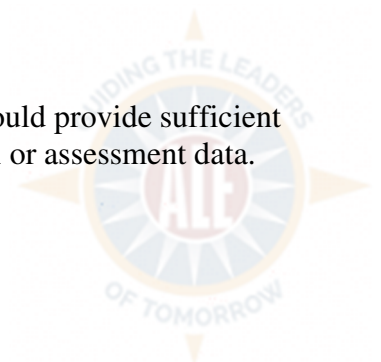 GUIDING THE LEADERS
ould provide sufficient
or assessment data.
ALE
OF TOMORROW